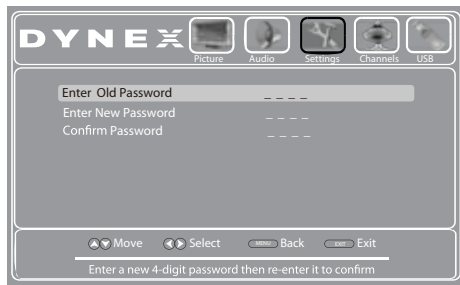 DYNEX
Picture Audio Settings Channels USB
Enter Old Password _ _ _ _
Enter New Password _ _ _ _
Confirm Password _ _ _ _
Move Select MENU Back EXIT Exit
Enter a new 4-digit password then re-enter it to confirm